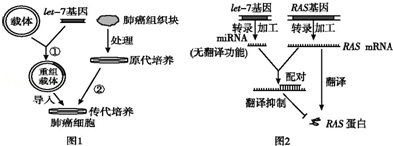 载体
let-7基因
肺癌组织块
①
处理
重组
载体
原代培养
导入
②
传代培养
肺癌细胞
图1
let-7基因
RAS基因
转录 加工
转录 加工
miRNA
(无翻译功能)
RAS mRNA
配对
翻译
翻译抑制
RAS 蛋白
图2